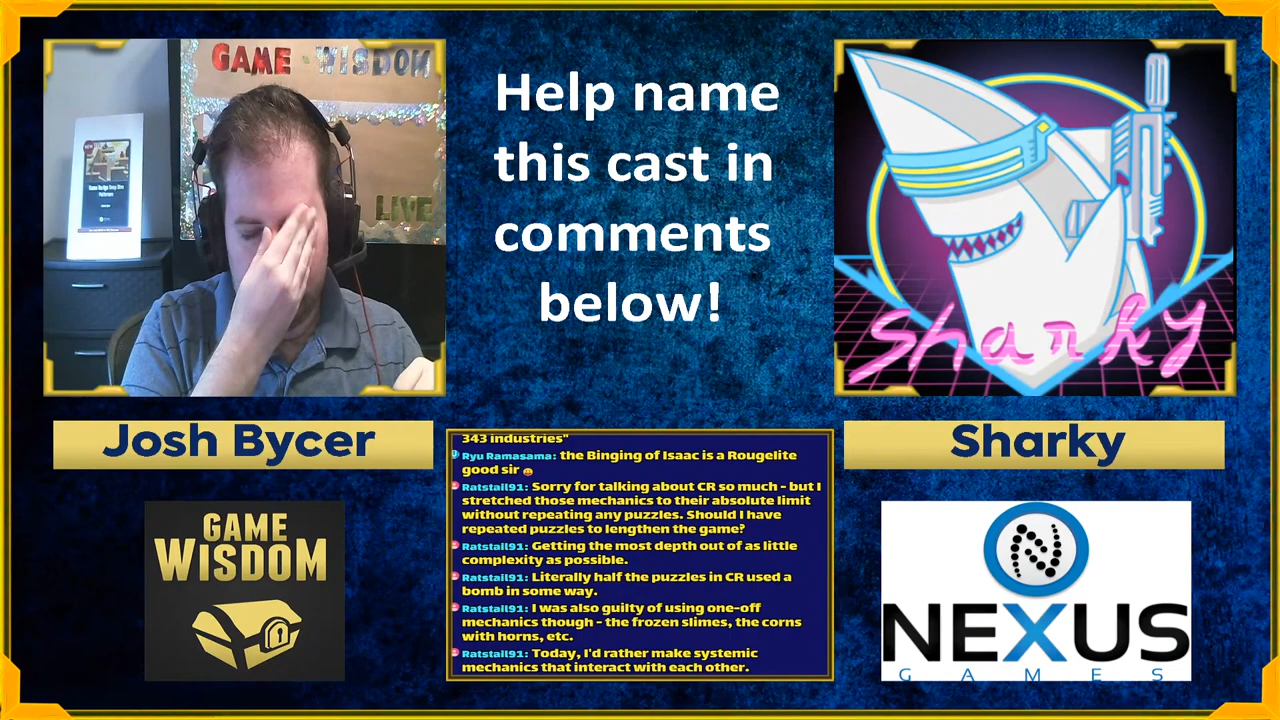 GAME WISDOM
LIVE
Help name
this cast in
comments
below!
Sharky
Josh Bycer
Sharky
343 industries"
Ryu Ramasama: the Binging of Isaac is a Rougelite
good sir
Ratstail91: Sorry for talking about CR so much - but I
stretched those mechanics to their absolute limit
without repeating any puzzles. Should I have
repeated puzzles to lengthen the game?
Ratstail91: Getting the most depth out of as little
complexity as possible.
Ratstail91: Literally half the puzzles in CR used a
bomb in some way.
Ratstail91: I was also guilty of using one-off
mechanics though - the frozen slimes, the corns
with horns, etc.
Ratstail91: Today, I'd rather make systemic
mechanics that interact with each other.
GAME
WISDOM
NEXUS
GAMES